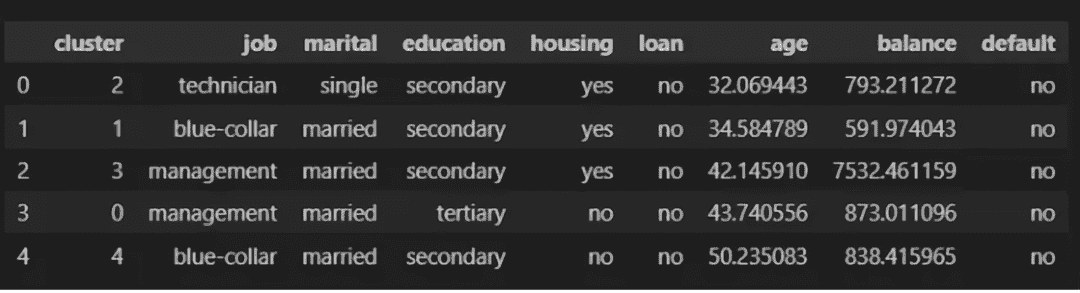 cluster job marital education housing loan age balance default
0 2 technician single secondary yes no 32.069443 793.211272 no
1 1 blue-collar married secondary yes no 34.584789 591.974043 no
2 3 management married secondary yes no 42.145910 7532.461159 no
3 0 management married tertiary no no 43.740556 873.011096 no
4 4 blue-collar married secondary no no 50.235083 838.415965 no